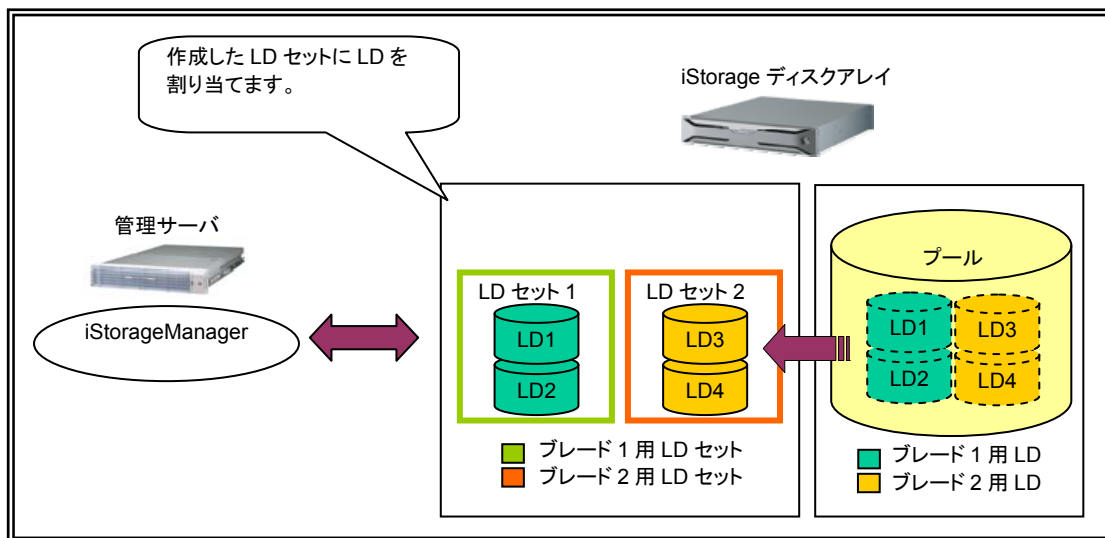 作成した LD セットに LD を
割り当てます。
iStorage ディスクアレイ
管理サーバ
iStorageManager
LD セット 1
LD1
LD2
LD セット 2
LD3
LD4
ブレード 1 用 LD セット
ブレード 2 用 LD セット
プール
LD1
LD2
LD3
LD4
ブレード 1 用 LD
ブレード 2 用 LD